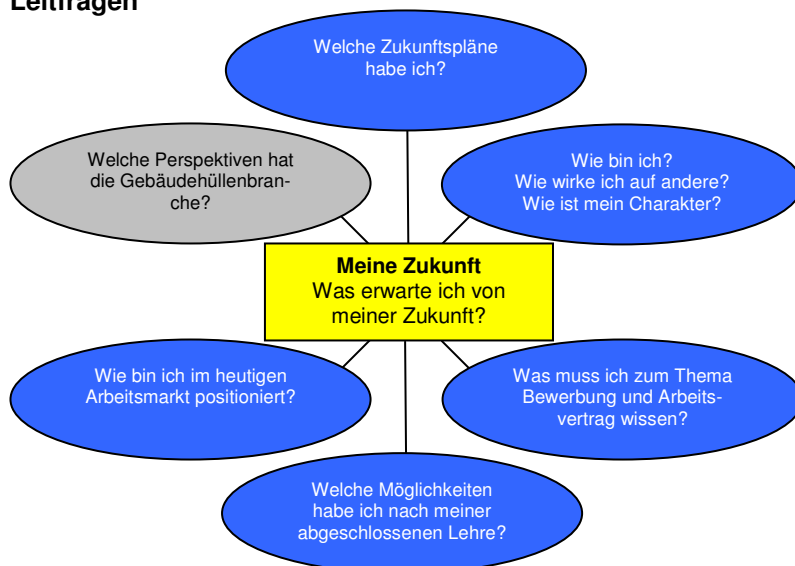 Leitfragen
Welche Zukunftspläne
habe ich?
Welche Perspektiven hat
die Gebäudehüllenbran-
che?
Wie bin ich?
Wie wirke ich auf andere?
Wie ist mein Charakter?
Meine Zukunft
Was erwarte ich von
meiner Zukunft?
Wie bin ich im heutigen
Arbeitsmarkt positioniert?
Was muss ich zum Thema
Bewerbung und Arbeits-
vertrag wissen?
Welche Möglichkeiten
habe ich nach meiner
abgeschlossenen Lehre?